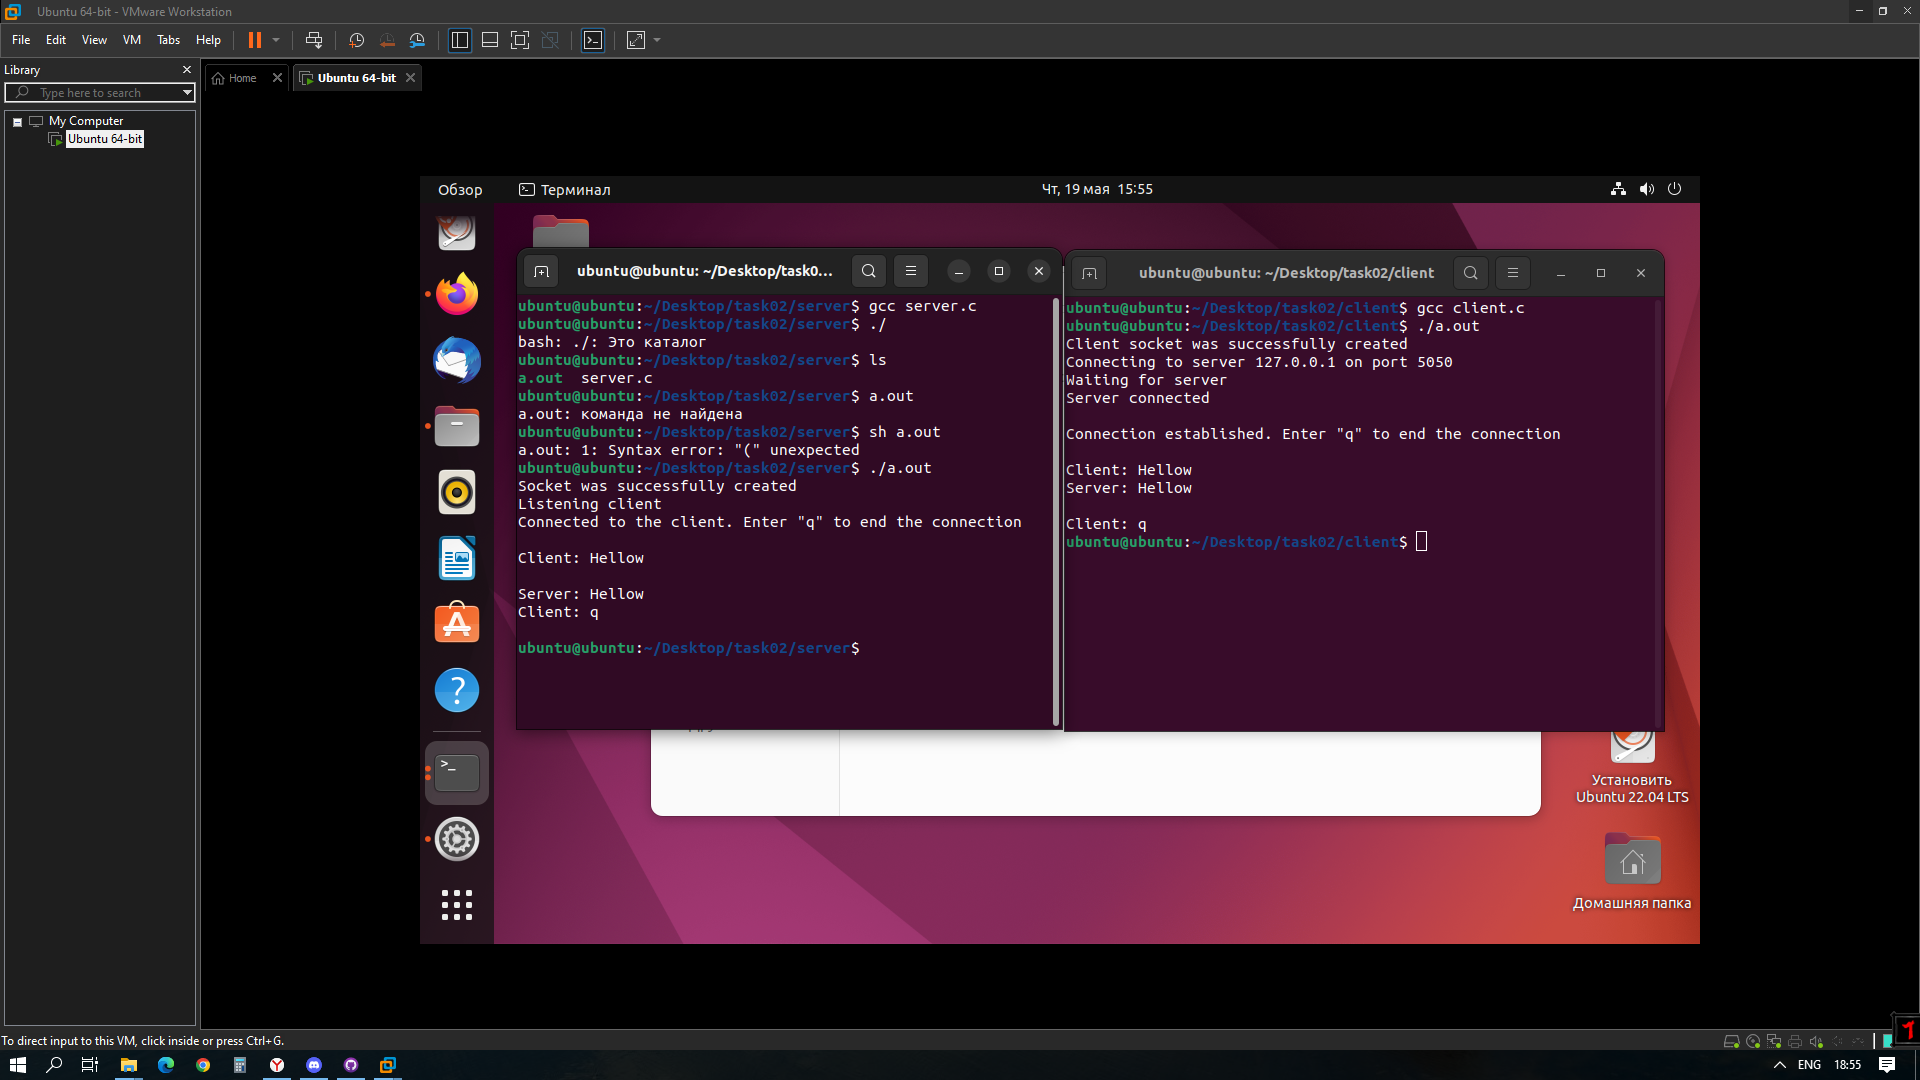 Ubuntu 64-bit - VMware Workstation
File Edit View VM Tabs Help
Library
Home
Ubuntu 64-bit
Type here to search
My Computer
Ubuntu 64-bit
Обзор
Терминал
Чт, 19 мая 15:55
ubuntu@ubuntu: ~/Desktop/task0...
ubuntu@ubuntu:~/Desktop/task02/server$ gcc server.c
ubuntu@ubuntu:~/Desktop/task02/server$ ./
bash: ./: Это каталог
ubuntu@ubuntu:~/Desktop/task02/server$ ls
a.out server.c
ubuntu@ubuntu:~/Desktop/task02/server$ a.out
a.out: команда не найдена
ubuntu@ubuntu:~/Desktop/task02/server$ sh a.out
a.out: 1: Syntax error: "(" unexpected
ubuntu@ubuntu:~/Desktop/task02/server$ ./a.out
Socket was successfully created
Listening client
Connected to the client. Enter "q" to end the connection
Client: Hellow
Server: Hellow
Client: q
ubuntu@ubuntu:~/Desktop/task02/server$
ubuntu@ubuntu: ~/Desktop/task02/client
ubuntu@ubuntu:~/Desktop/task02/client$ gcc client.c
ubuntu@ubuntu:~/Desktop/task02/client$ ./a.out
Client socket was successfully created
Connecting to server 127.0.0.1 on port 5050
Waiting for server
Server connected
Connection established. Enter "q" to end the connection
Client: Hellow
Server: Hellow
Client: q
ubuntu@ubuntu:~/Desktop/task02/client$
Установить
Ubuntu 22.04 LTS
Домашняя папка
To direct input to this VM, click inside or press Ctrl+G.
ENG
18:55